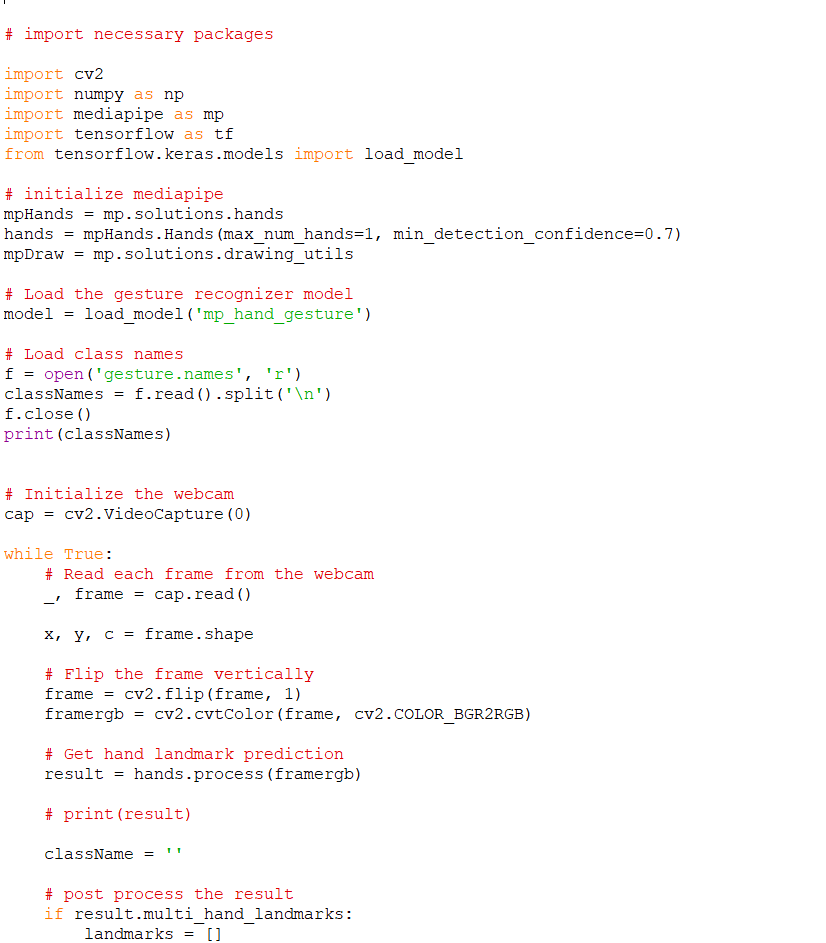 # import necessary packages
import cv2
import numpy as np
import mediapipe as mp
import tensorflow as tf
from tensorflow.keras.models import load_model
# initialize mediapipe
mpHands = mp.solutions.hands
hands = mpHands.Hands(max_num_hands=1, min_detection_confidence=0.7)
mpDraw = mp.solutions.drawing_utils
# Load the gesture recognizer model
model = load_model('mp_hand_gesture')
# Load class names
f = open('gesture.names', 'r')
classNames = f.read().split('\n')
f.close()
print(classNames)
# Initialize the webcam
cap = cv2.VideoCapture(0)
while True:
    # Read each frame from the webcam
    _, frame = cap.read()
    x, y, c = frame.shape
    # Flip the frame vertically
    frame = cv2.flip(frame, 1)
    framergb = cv2.cvtColor(frame, cv2.COLOR_BGR2RGB)
    # Get hand landmark prediction
    result = hands.process(framergb)
    # print(result)
    className = ''
    # post process the result
    if result.multi_hand_landmarks:
        landmarks = []